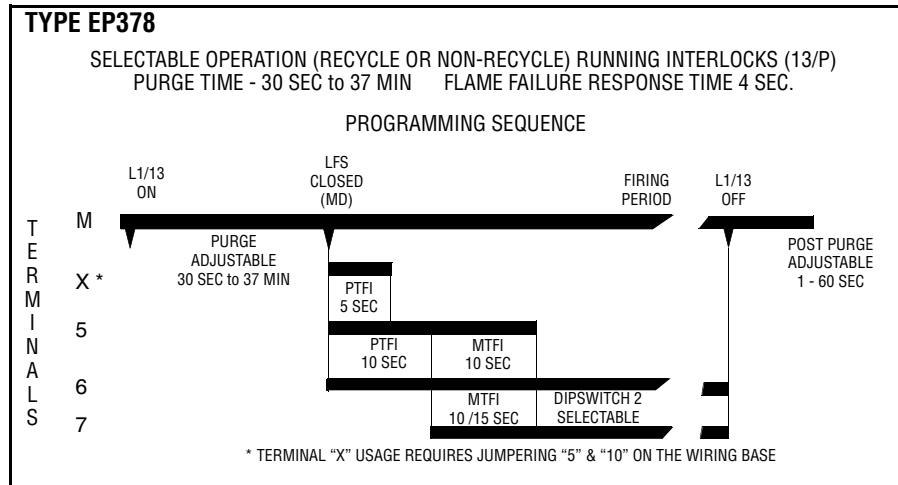 TYPE EP378
SELECTABLE OPERATION (RECYCLE OR NON-RECYCLE) RUNNING INTERLOCKS (13/P)
PURGE TIME - 30 SEC to 37 MIN FLAME FAILURE RESPONSE TIME 4 SEC.
PROGRAMMING SEQUENCE
TERMINALS
L1/13
ON
LFS
CLOSED
(MD)
FIRING
PERIOD
L1/13
OFF
M
PURGE
ADJUSTABLE
30 SEC to 37 MIN
POST PURGE
ADJUSTABLE
1 - 60 SEC
X *
PTFI
5 SEC
5
PTFI
10 SEC
MTFI
10 SEC
6
MTFI
10 /15 SEC
DIPSWITCH 2
SELECTABLE
7
* TERMINAL “X” USAGE REQUIRES JUMPERING “5” & “10” ON THE WIRING BASE